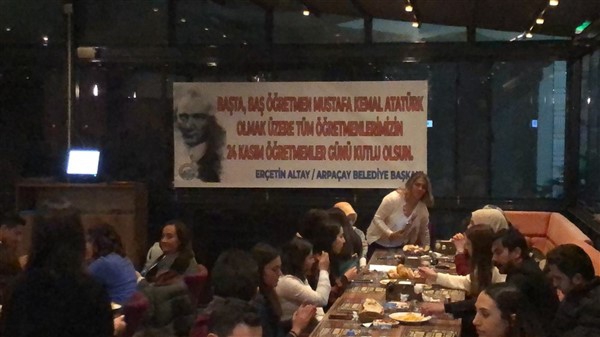 BAŞTA, BAŞ ÖĞRETMEN MUSTAFA KEMAL ATATÜRK
OLMAK ÜZERE TÜM ÖĞRETMENLERİMİZİN
24 KASIM ÖĞRETMENLER GÜNÜ KUTLU OLSUN.
ERÇETİN ALTAY / ARPAÇAY BELEDİYE BAŞKA